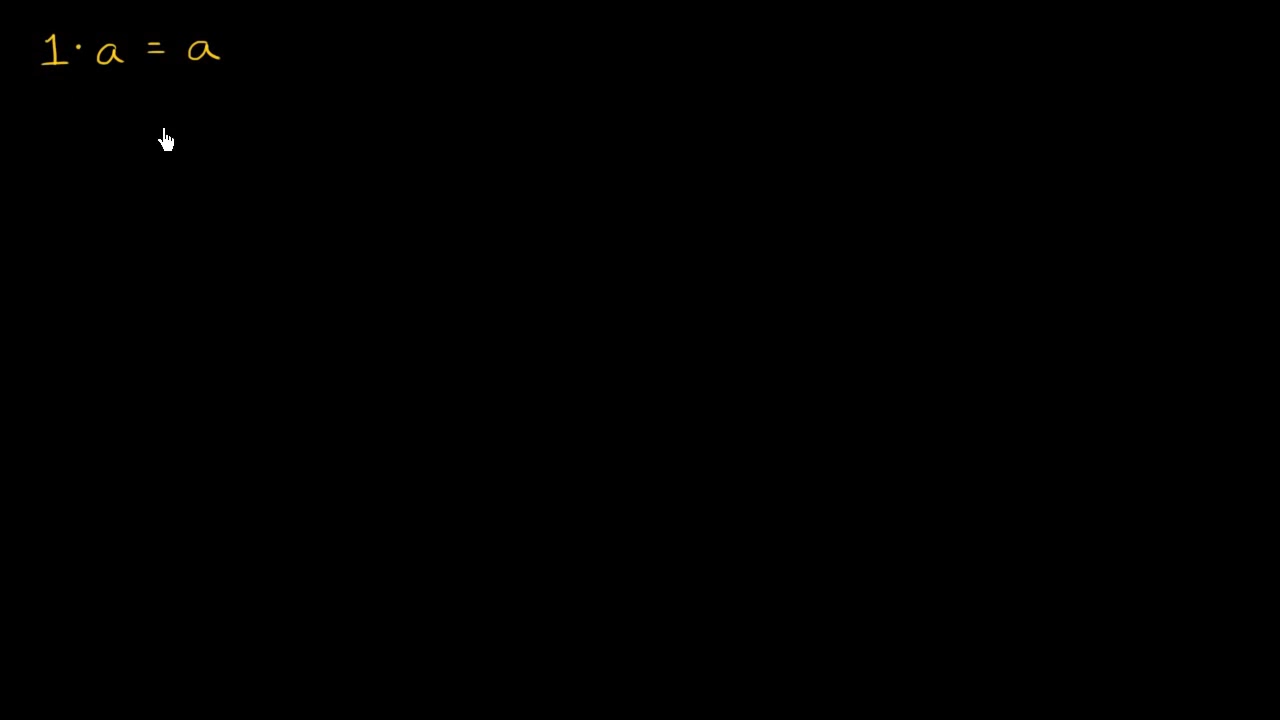 1 · a = a